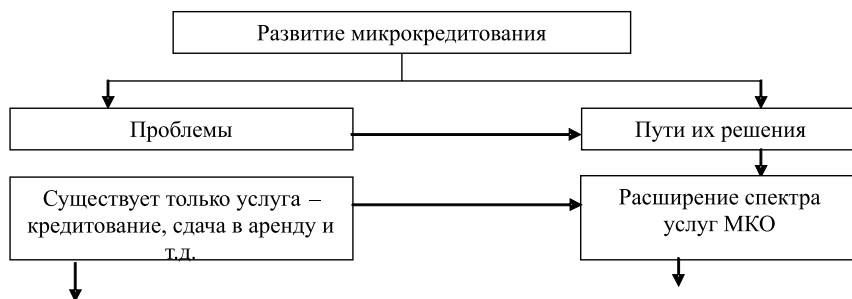 Развитие микрокредитования
Проблемы
Пути их решения
Существует только услуга –
кредитование, сдача в аренду и
т.д.
Расширение спектра
услуг МКО